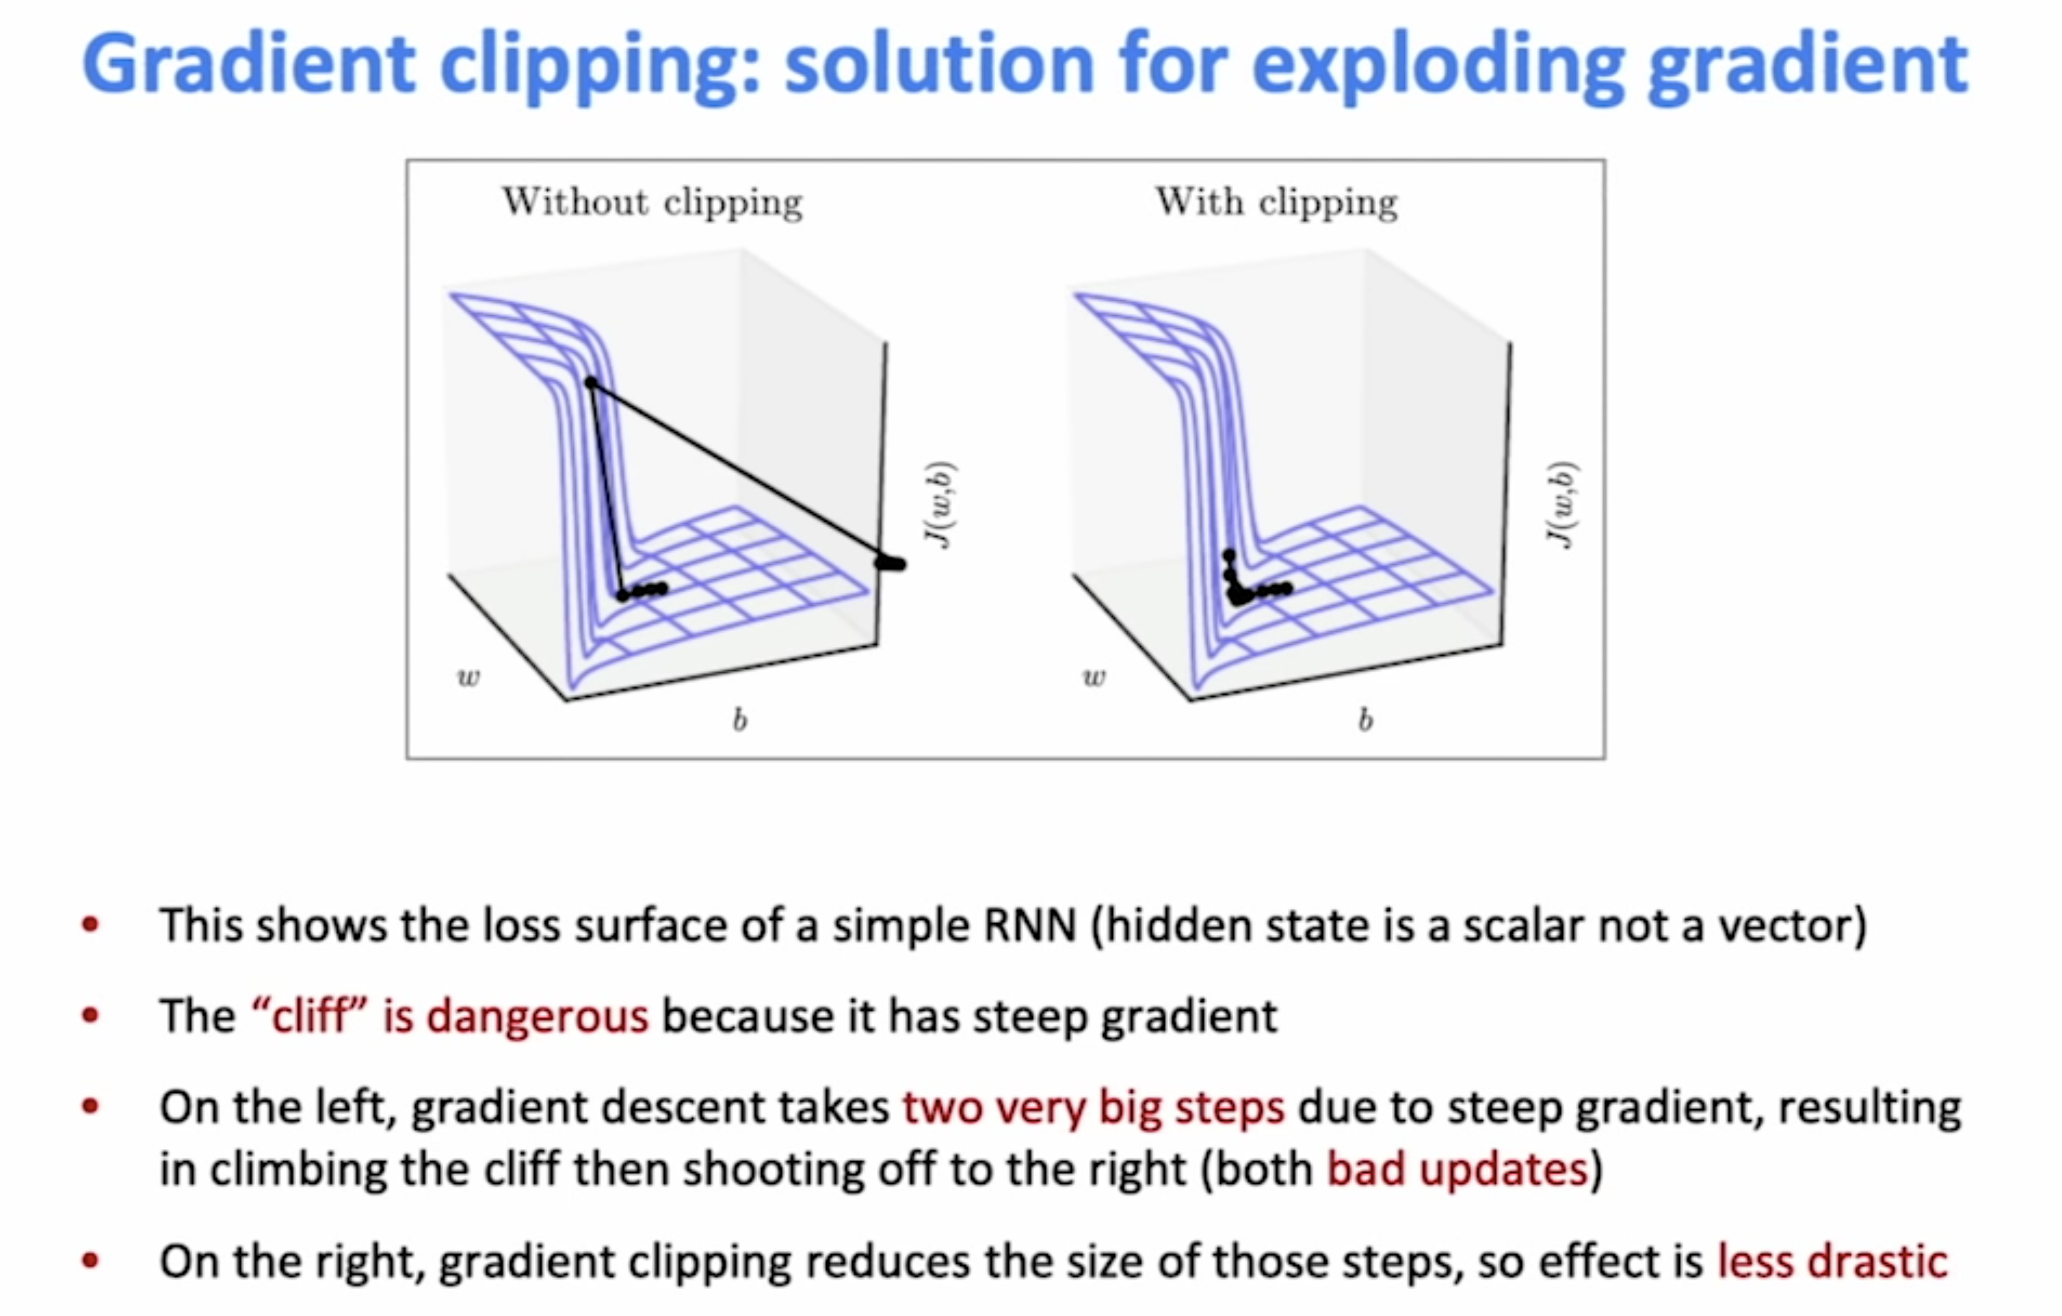 Gradient clipping: solution for exploding gradient
Without clipping
With clipping
J(w,b)
J(w,b)
w
b
w
b
• This shows the loss surface of a simple RNN (hidden state is a scalar not a vector)
• The “cliff” is dangerous because it has steep gradient
• On the left, gradient descent takes two very big steps due to steep gradient, resulting
in climbing the cliff then shooting off to the right (both bad updates)
• On the right, gradient clipping reduces the size of those steps, so effect is less drastic